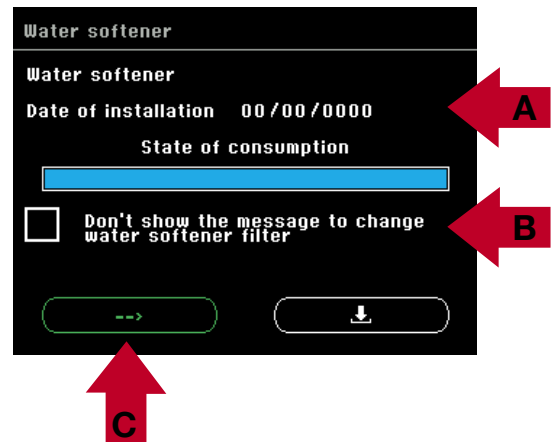 Water softener
Water softener
Date of installation 00/00/0000
A
State of consumption
Don't show the message to change
water softener filter
B
-->
C